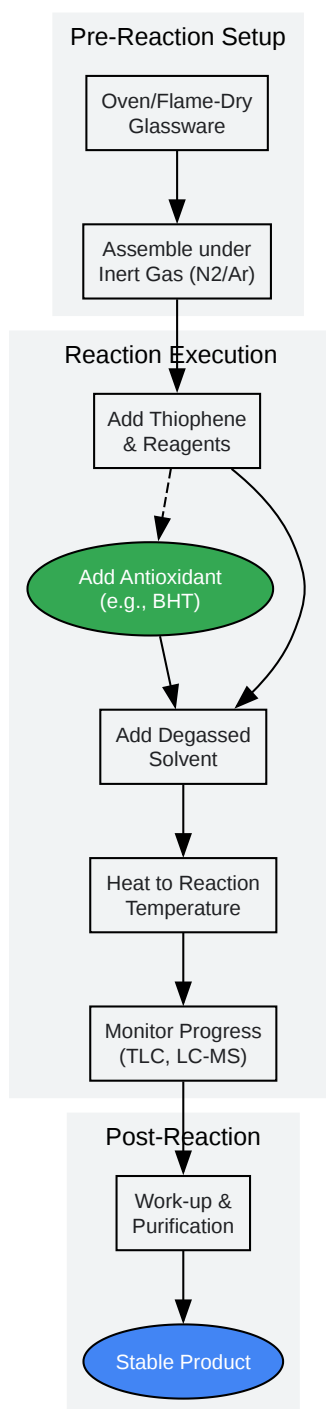 Pre-Reaction Setup
Oven/Flame-Dry
Glassware
Assemble under
Inert Gas (N2/Ar)
Reaction Execution
Add Thiophene
& Reagents
Add Antioxidant
(e.g., BHT)
Add Degassed
Solvent
Heat to Reaction
Temperature
Monitor Progress
(TLC, LC-MS)
Post-Reaction
Work-up &
Purification
Stable Product